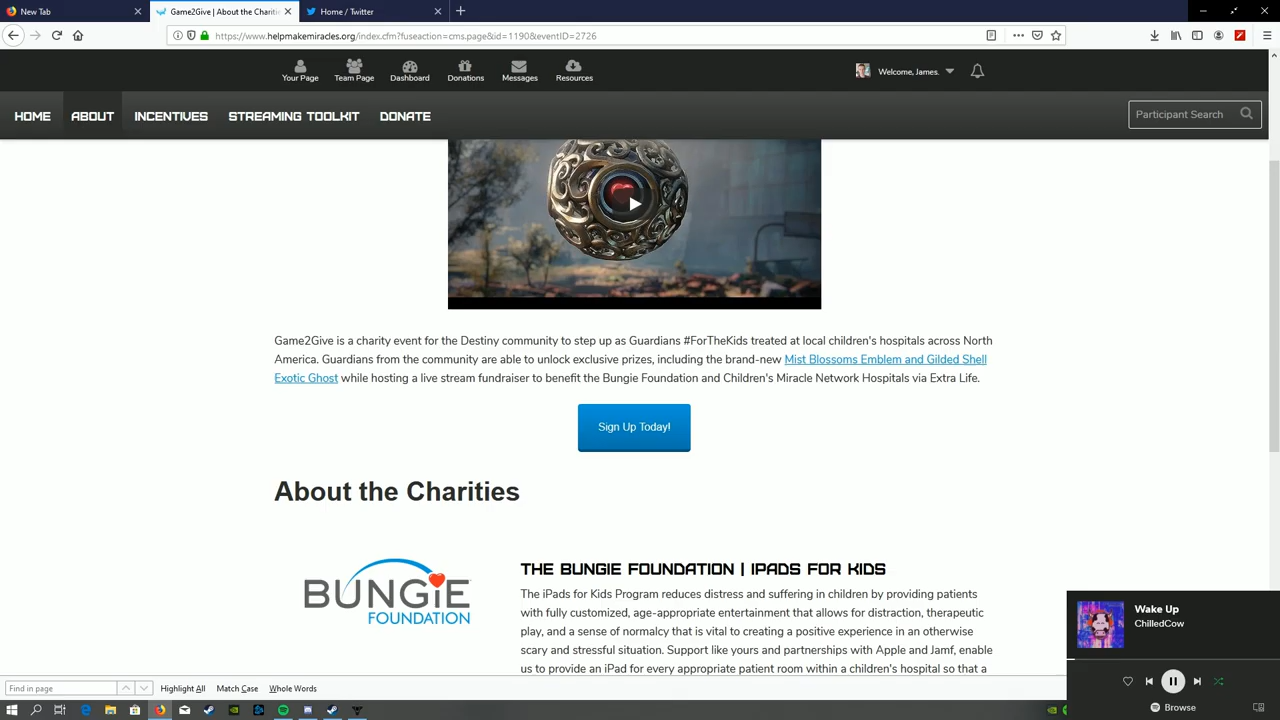 New Tab
Game2Give | About the Chariti
Home / Twitter
https://www.helpmakemiracles.org/index.cfm?fuseaction=cms.page&id=1190&eventID=2726
Your Page
Team Page
Dashboard
Donations
Messages
Resources
Welcome, James.
HOME
ABOUT
INCENTIVES
STREAMING TOOLKIT
DONATE
Participant Search
Game2Give is a charity event for the Destiny community to step up as Guardians #ForTheKids treated at local children's hospitals across North
America. Guardians from the community are able to unlock exclusive prizes, including the brand-new Mist Blossoms Emblem and Gilded Shell
Exotic Ghost while hosting a live stream fundraiser to benefit the Bungie Foundation and Children's Miracle Network Hospitals via Extra Life.
Sign Up Today!
About the Charities
BUNGiE
FOUNDATION
THE BUNGIE FOUNDATION | IPADS FOR KIDS
The iPads for Kids Program reduces distress and suffering in children by providing patients
with fully customized, age-appropriate entertainment that allows for distraction, therapeutic
play, and a sense of normalcy that is vital to creating a positive experience in an otherwise
scary and stressful situation. Support like yours and partnerships with Apple and Jamf, enable
us to provide an iPad for every appropriate patient room within a children's hospital so that a
Wake Up
ChilledCow
Browse
Find in page
Highlight All
Match Case
Whole Words